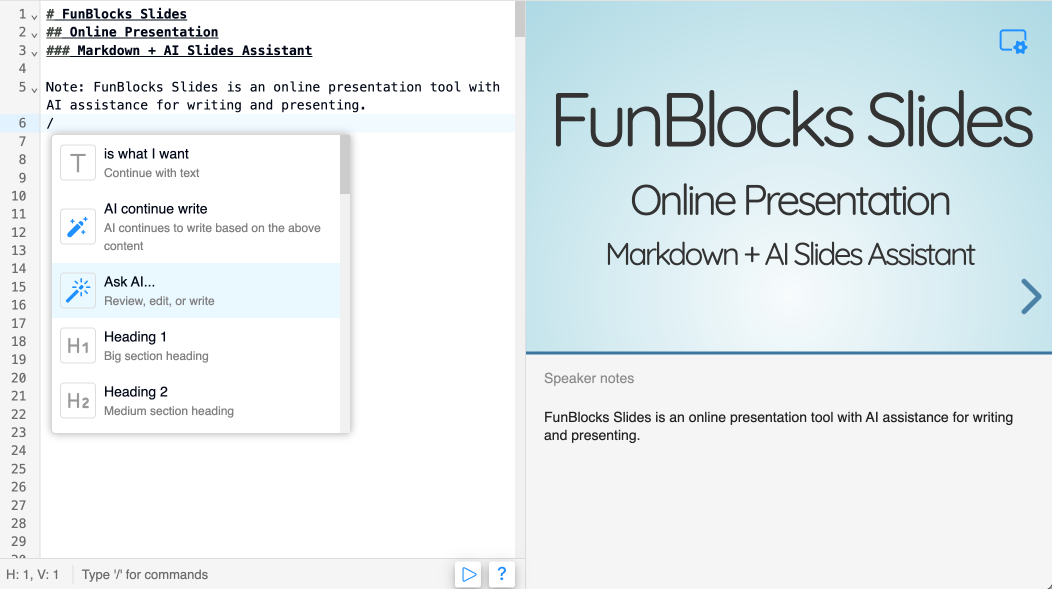 1 # FunBlocks Slides
2 ## Online Presentation
3 ### Markdown + AI Slides Assistant
4
5 Note: FunBlocks Slides is an online presentation tool with
AI assistance for writing and presenting.
6 /
7
8
9
10
11
12
13
14
15
16
17
18
19
20
21
22
23
24
25
26
27
28
29
T
is what I want
Continue with text
AI continue write
AI continues to write based on the above
content
Ask AI...
Review, edit, or write
H1
Heading 1
Big section heading
H2
Heading 2
Medium section heading
H: 1, V: 1
Type '/' for commands
?
FunBlocks Slides
Online Presentation
Markdown + AI Slides Assistant
Speaker notes
FunBlocks Slides is an online presentation tool with AI assistance for writing
and presenting.